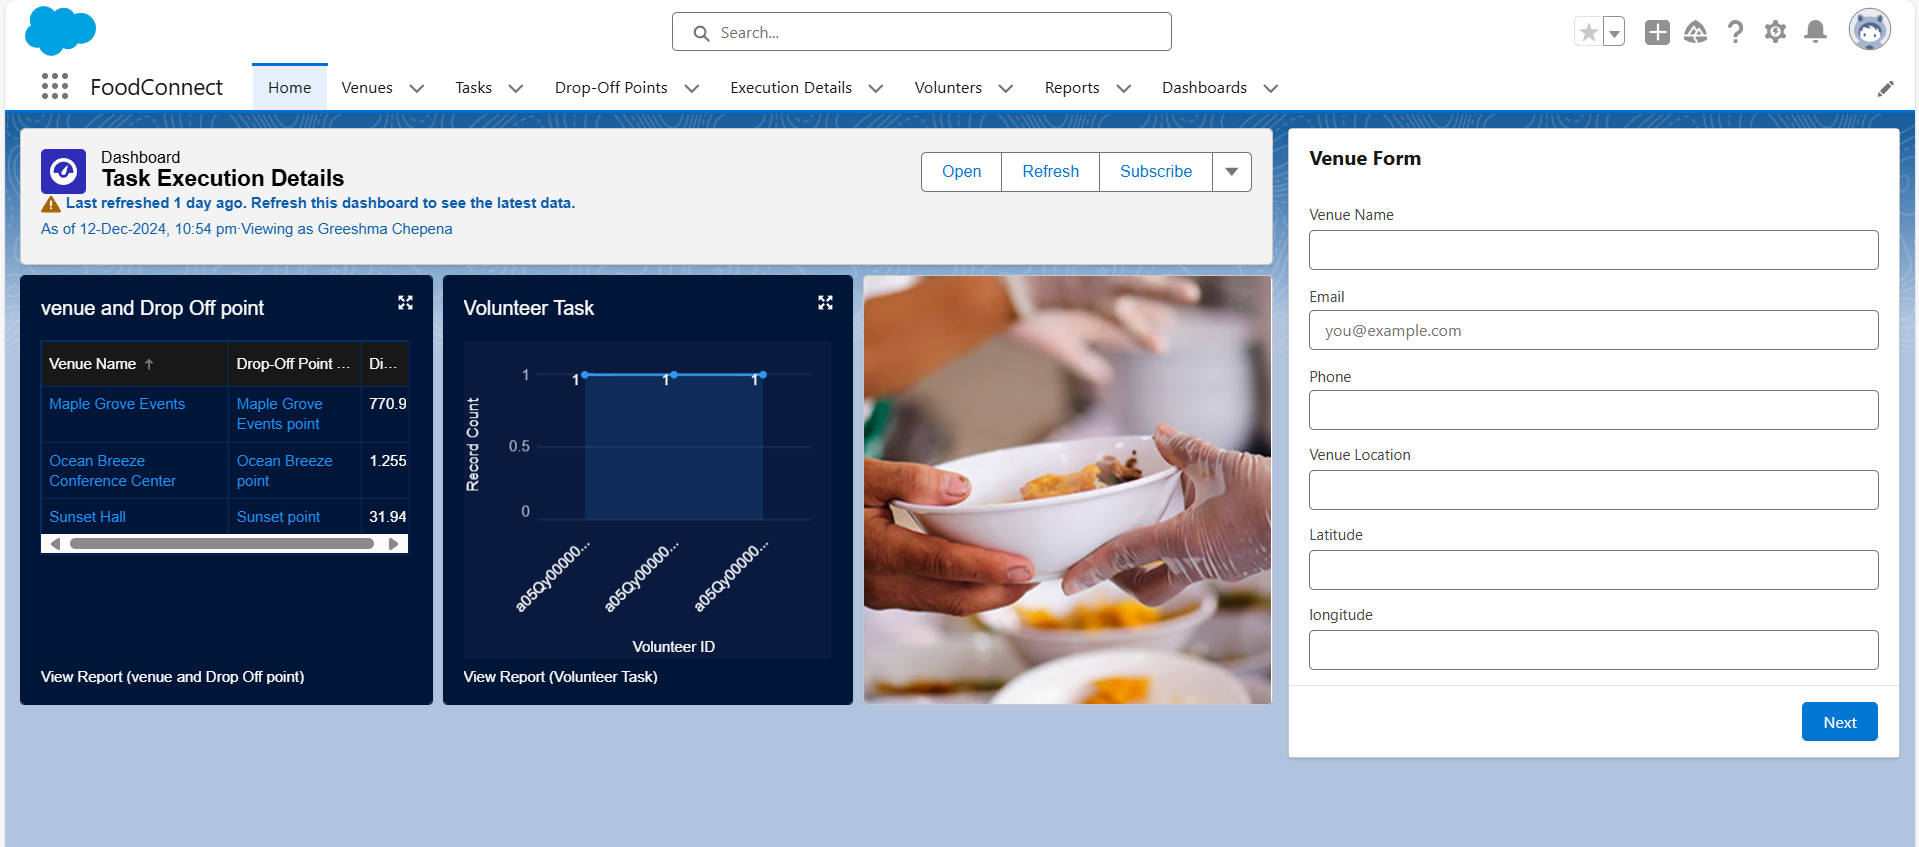 Search...
FoodConnect
Home
Venues
Tasks
Drop-Off Points
Execution Details
Volunters
Reports
Dashboards
Dashboard
Task Execution Details
Last refreshed 1 day ago. Refresh this dashboard to see the latest data.
As of 12-Dec-2024, 10:54 pm·Viewing as Greeshma Chepena
Open
Refresh
Subscribe
venue and Drop Off point
Venue Name
Drop-Off Point ...
Di...
Maple Grove Events
Maple Grove
Events point
770.9
Ocean Breeze
Conference Center
Ocean Breeze
point
1.255
Sunset Hall
Sunset point
31.94
View Report (venue and Drop Off point)
Volunteer Task
Record Count
1
0.5
0
1
1
1
a05Qy00000...
a05Qy00000...
a05Qy00000...
Volunteer ID
View Report (Volunteer Task)
Venue Form
Venue Name
Email
you@example.com
Phone
Venue Location
Latitude
longitude
Next